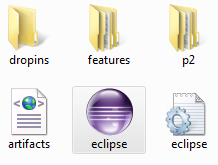 dropins features p2
artifacts eclipse eclipse